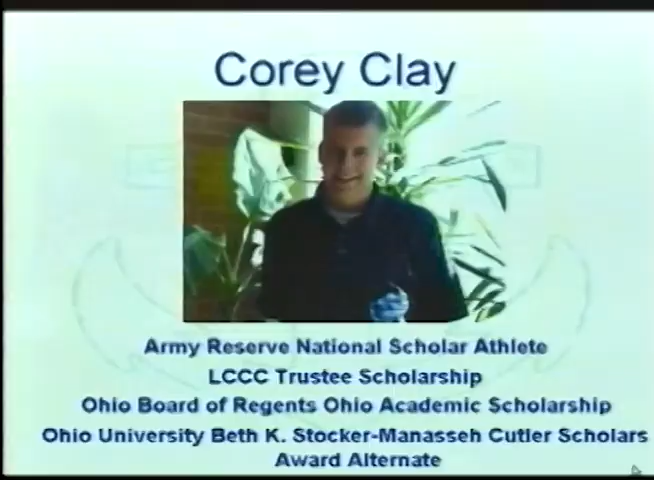 Corey Clay
Army Reserve National Scholar Athlete
LCCC Trustee Scholarship
Ohio Board of Regents Ohio Academic Scholarship
Ohio University Beth K. Stocker-Manasseh Cutler Scholars
Award Alternate